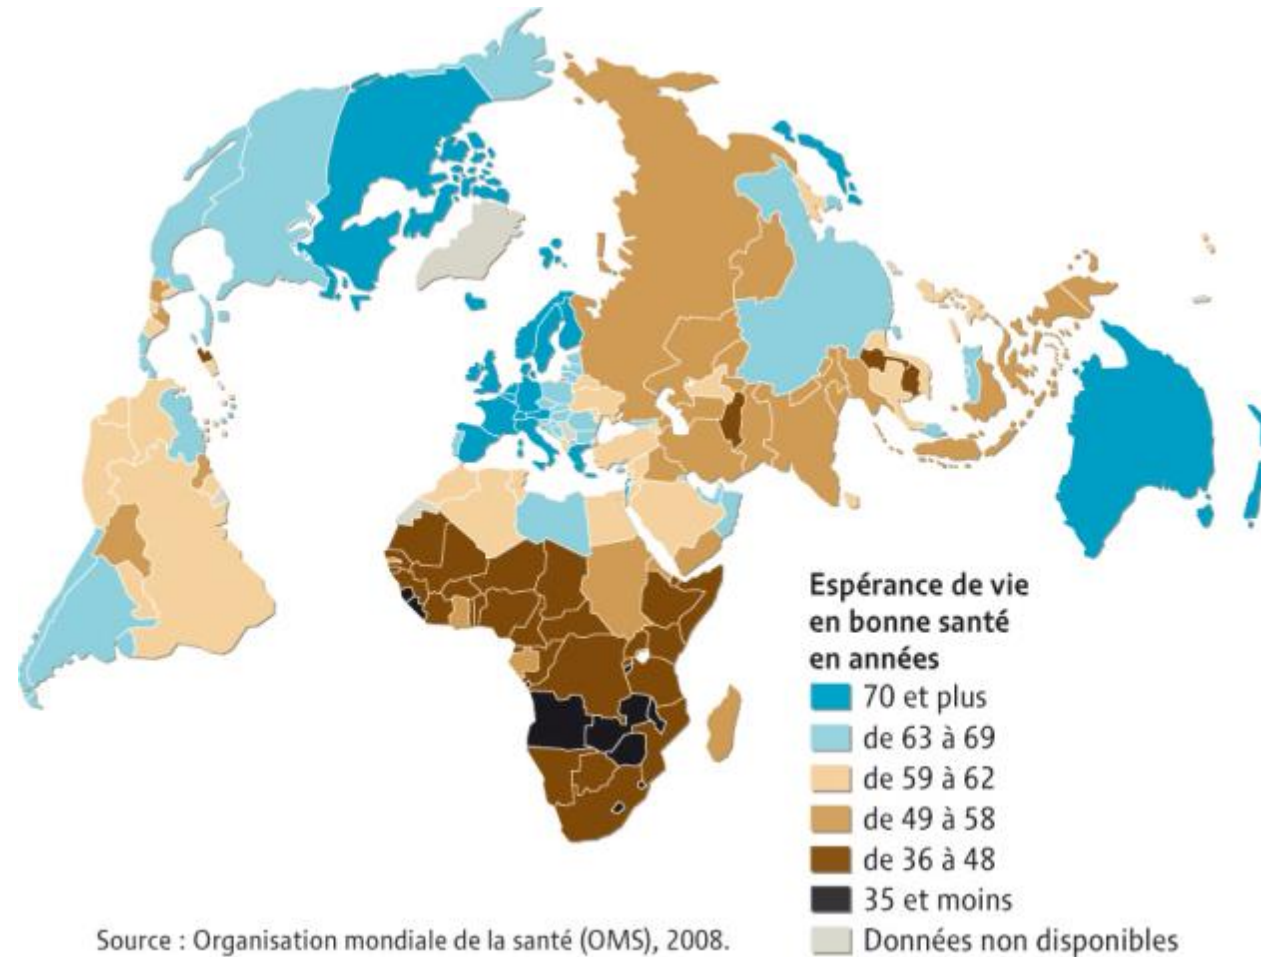 Espérance de vie
en bonne santé
en années
70 et plus
de 63 à 69
de 59 à 62
de 49 à 58
de 36 à 48
35 et moins
Données non disponibles
Source : Organisation mondiale de la santé (OMS), 2008.